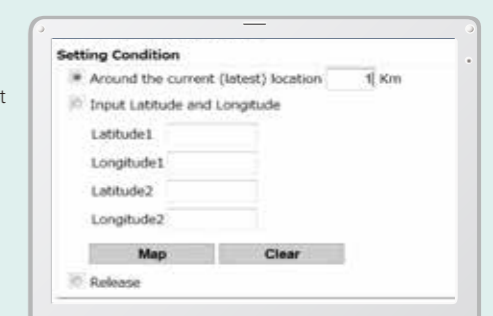 Setting Condition
Around the current (latest) location 1 Km
Input Latitude and Longitude
Latitude1
Longitude1
Latitude2
Longitude2
Map Clear
Release